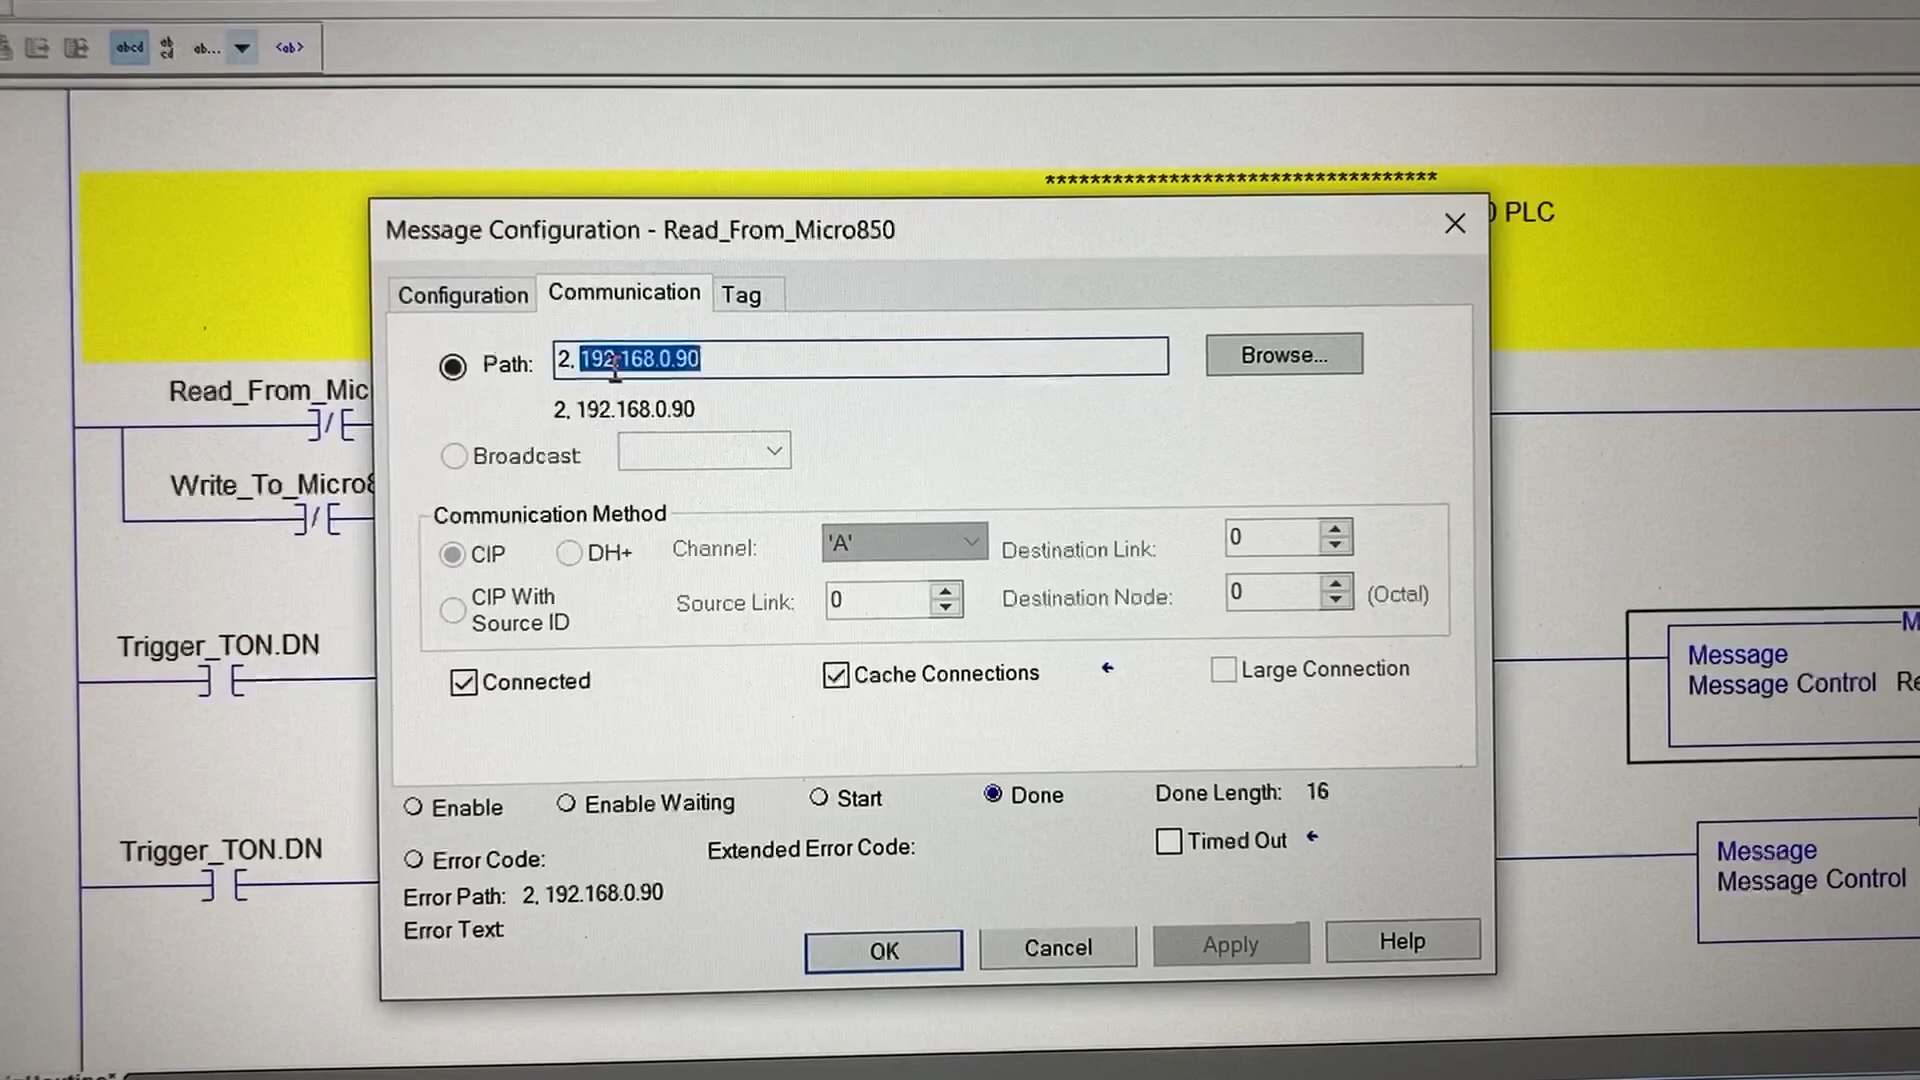 abcd
ab
cd
ab...
<ab>
**********************************
PLC
Message Configuration - Read_From_Micro850
Configuration
Communication
Tag
Path:
2, 192.168.0.90
Browse...
2, 192.168.0.90
Read_From_Mic
Broadcast:
Write_To_Micro8
Communication Method
CIP
DH+
Channel:
'A'
Destination Link:
0
CIP With
Source ID
Source Link:
0
Destination Node:
0
(Octal)
Trigger_TON.DN
Connected
Cache Connections
Large Connection
Message
Message Control
Re
Enable
Enable Waiting
Start
Done
Done Length: 16
Trigger_TON.DN
Error Code:
Extended Error Code:
Timed Out
Message
Message Control
Error Path: 2, 192.168.0.90
Error Text:
OK
Cancel
Apply
Help